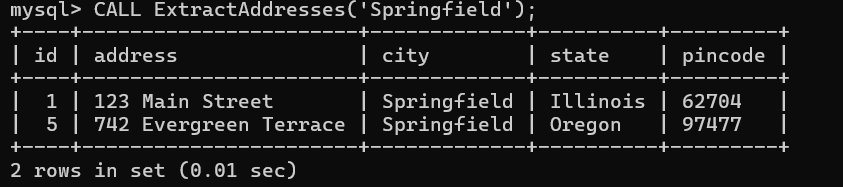 mysql> CALL ExtractAddresses('Springfield');
+----+-----------------------+-------------+----------+---------+
| id | address               | city        | state    | pincode |
+----+-----------------------+-------------+----------+---------+
|  1 | 123 Main Street       | Springfield | Illinois | 62704   |
|  5 | 742 Evergreen Terrace | Springfield | Oregon   | 97477   |
+----+-----------------------+-------------+----------+---------+
2 rows in set (0.01 sec)